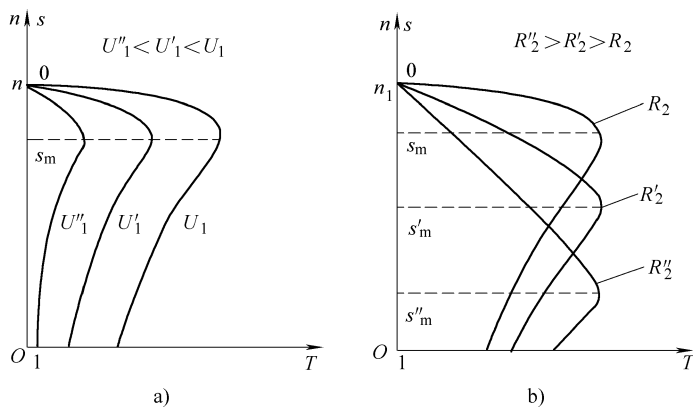 n s
U″₁<U′₁<U₁
0
n
sₘ
U″₁ U′₁ U₁
O 1 T
a)
n s
R″₂>R′₂>R₂
0
n₁
R₂
sₘ
R′₂
s′ₘ
R″₂
s″ₘ
O 1 T
b)